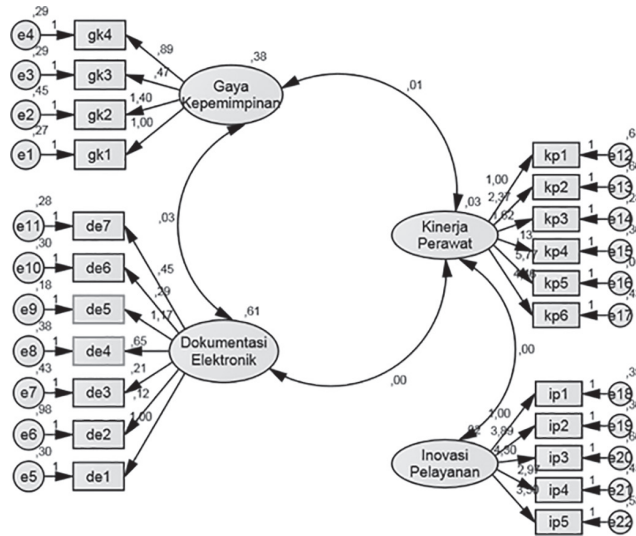 ,29
e4 1 gk4
,29
e3 1 gk3
,45
e2 1 gk2
,27
e1 1 gk1
,89
,47
1,40
1,00
,38
Gaya
Kepemimpinan
,01
,03
,28
e11 1 de7
,30
e10 1 de6
,18
e9 1 de5
,38
e8 1 de4
,43
e7 1 de3
,98
e6 1 de2
,30
e5 1 de1
,45
,29
1,17
,65
,21
,12
1,00
,61
Dokumentasi
Elektronik
,00
,03
Kinerja
Perawat
1,00
2,37
,13
5,77
kp1 1 e12
kp2 1 e13
kp3 1 e14
kp4 1 e15
kp5 1 e16
kp6 1 e17
,00
Inovasi
Pelayanan
1,00
3,89
4,30
2,97
ip1 1 e18
ip2 1 e19
ip3 1 e20
ip4 1 e21
ip5 1 e22